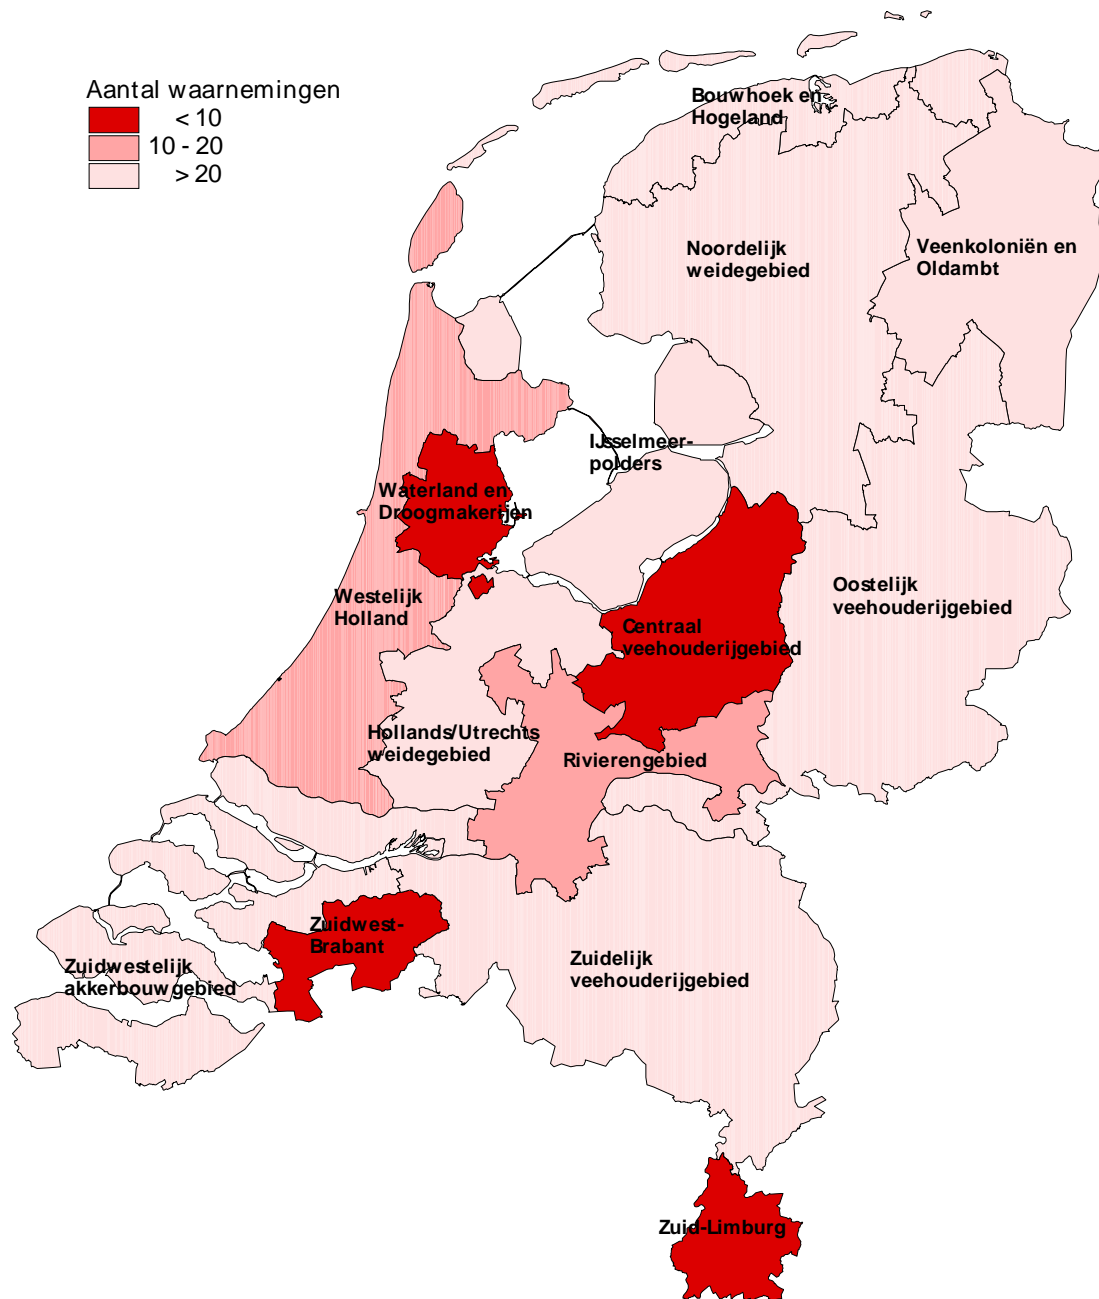 Aantal waarnemingen
< 10
10 - 20
> 20
Bouwhoek en
Hogeland
Noordelijk
weidegebied
Veenkoloniën en
Oldambt
IJsselmeer-
polders
Waterland en
Droogmakerijen
Westelijk
Holland
Centraal
veehouderijgebied
Oostelijk
veehouderijgebied
Hollands/Utrechts
weidegebied
Rivierengebied
Zuidwest-
Brabant
Zuidwestelijk
akkerbouwgebied
Zuidelijk
veehouderijgebied
Zuid-Limburg